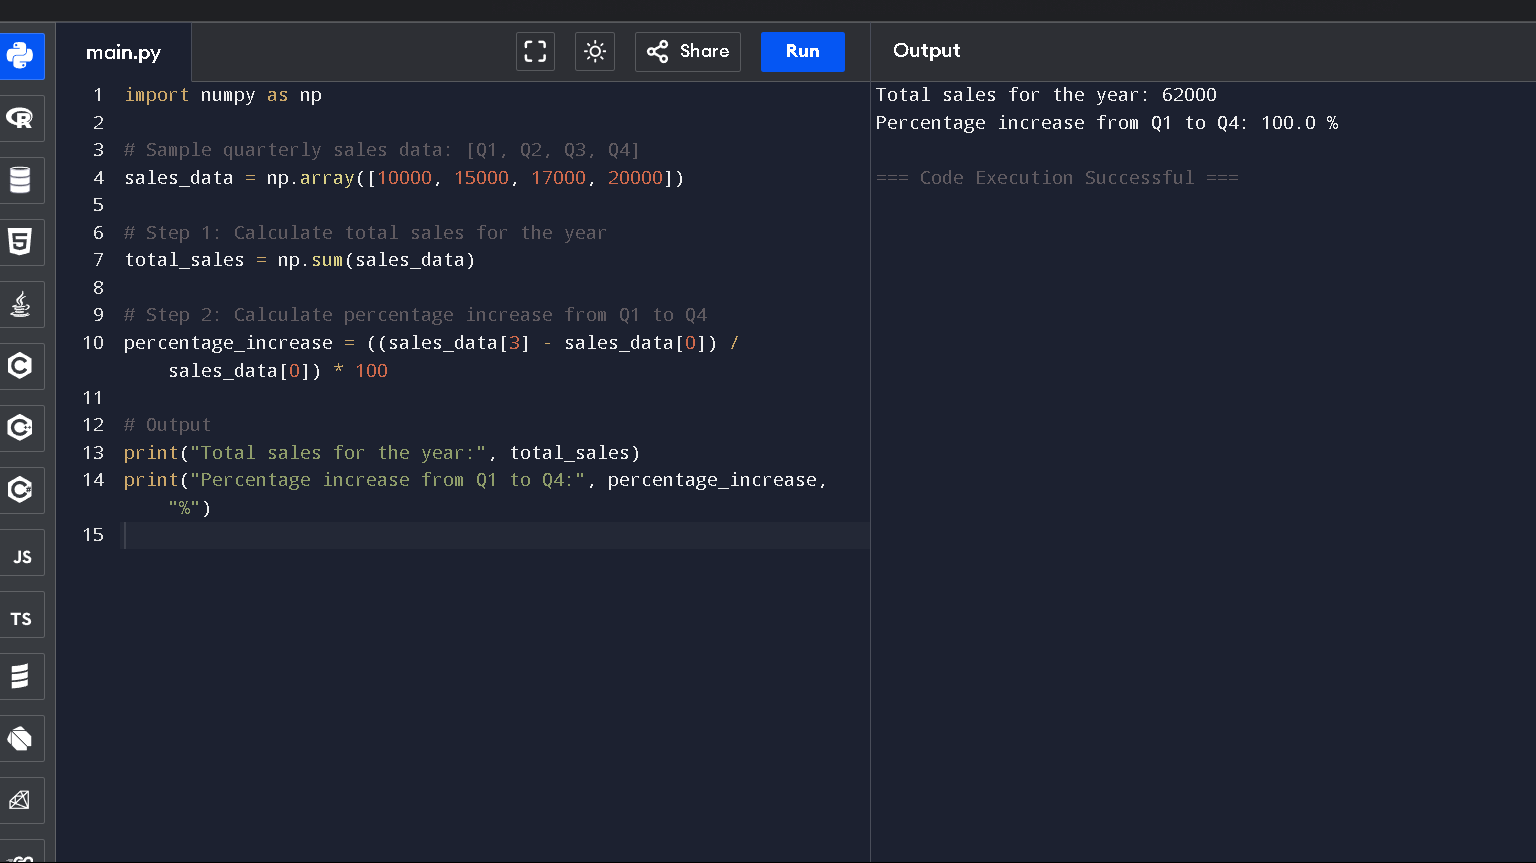 main.py
Share
Run
Output
1 import numpy as np
2
3 # Sample quarterly sales data: [Q1, Q2, Q3, Q4]
4 sales_data = np.array([10000, 15000, 17000, 20000])
5
6 # Step 1: Calculate total sales for the year
7 total_sales = np.sum(sales_data)
8
9 # Step 2: Calculate percentage increase from Q1 to Q4
10 percentage_increase = ((sales_data[3] - sales_data[0]) /
sales_data[0]) * 100
11
12 # Output
13 print("Total sales for the year:", total_sales)
14 print("Percentage increase from Q1 to Q4:", percentage_increase,
"%")
15
Total sales for the year: 62000
Percentage increase from Q1 to Q4: 100.0 %
=== Code Execution Successful ===
R
5
C
C++
C#
JS
TS
GO